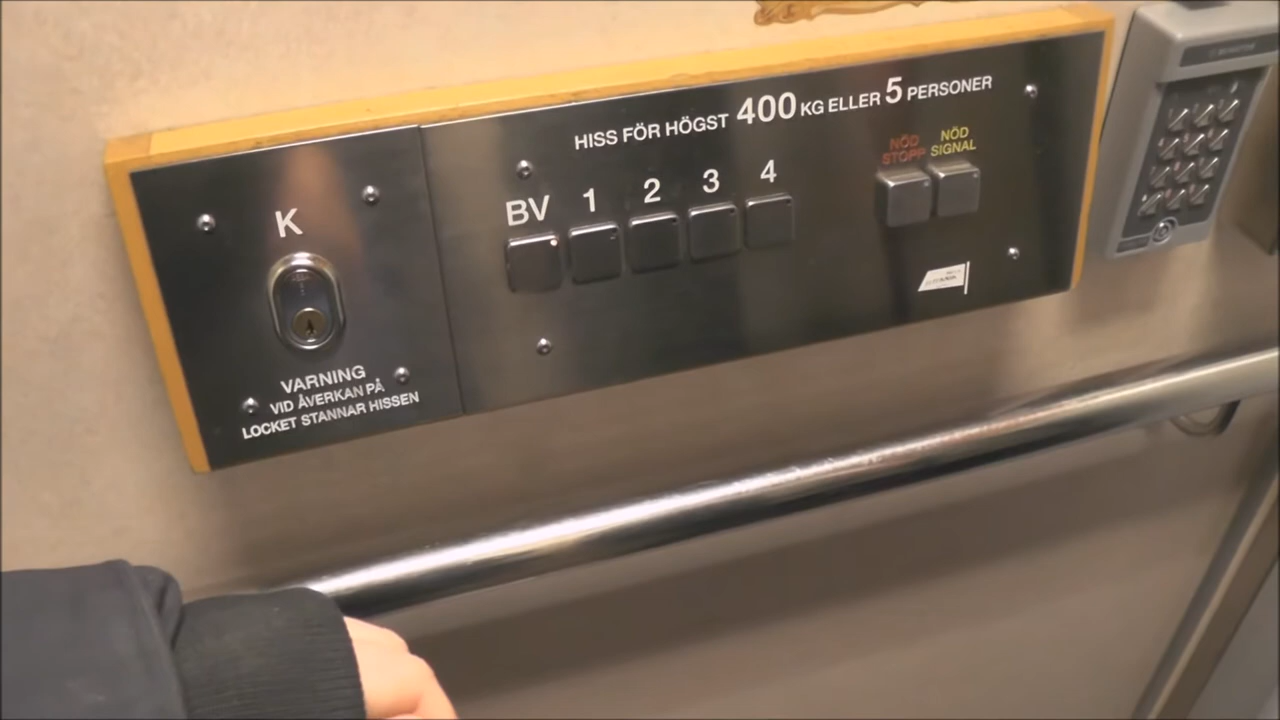 HISS FÖR HÖGST 400 KG ELLER 5 PERSONER
K
BV 1 2 3 4
NÖD
STOPP
NÖD
SIGNAL
VARNING
VID ÅVERKAN PÅ
LOCKET STANNAR HISSEN